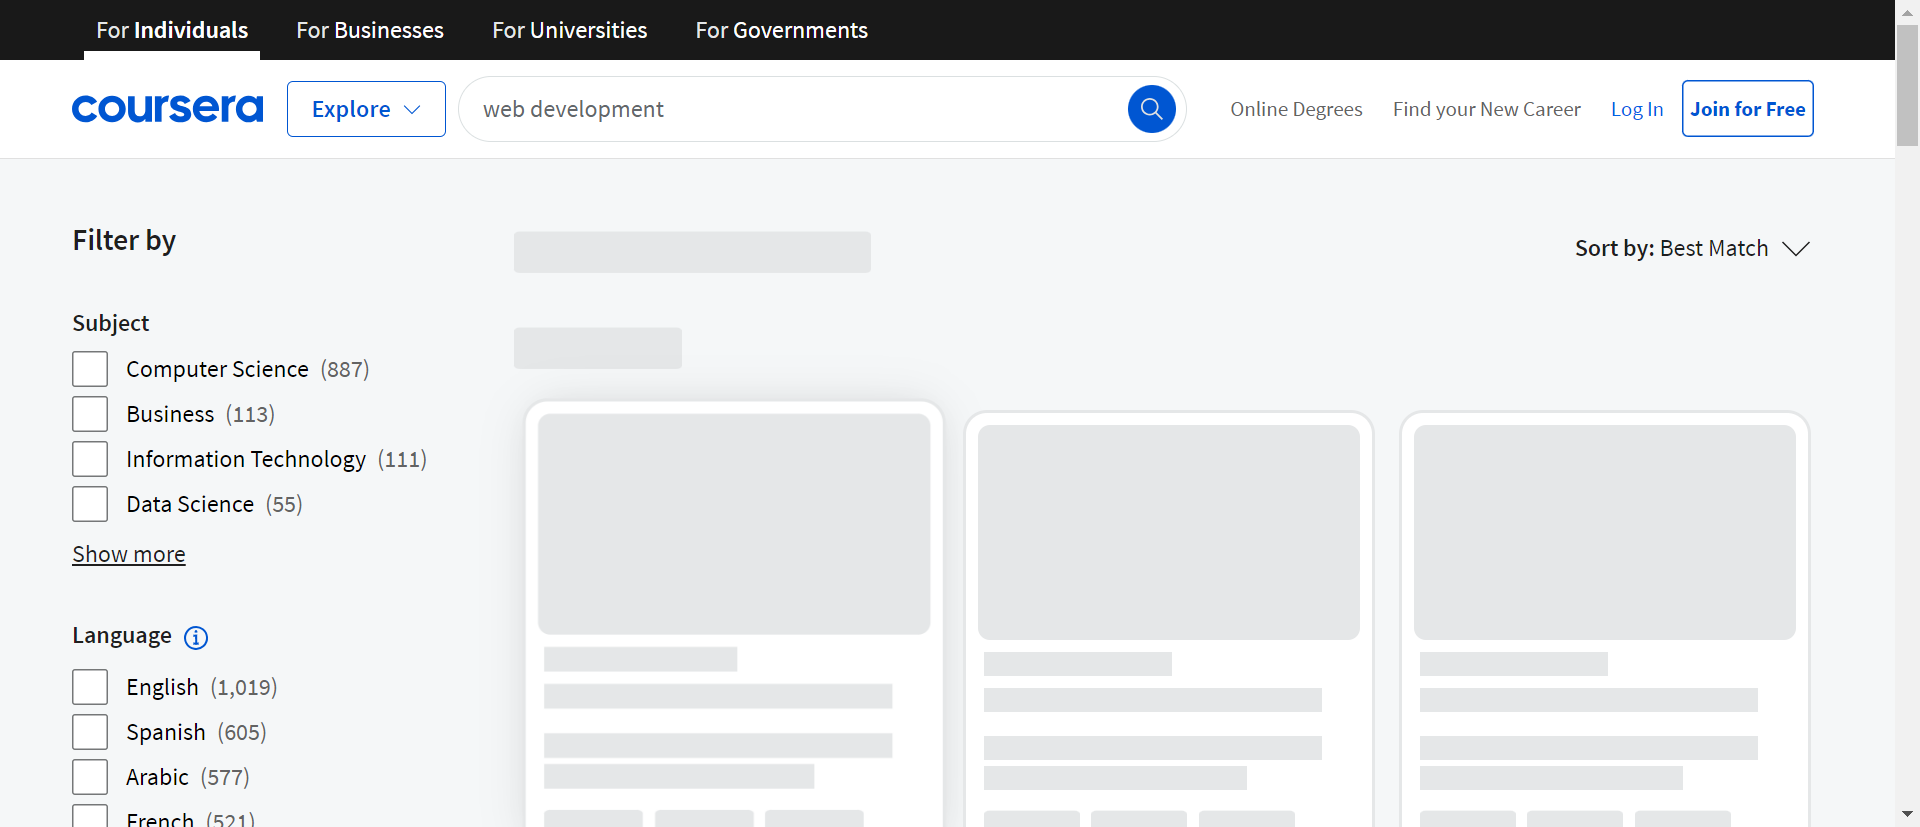 For Individuals For Businesses For Universities For Governments
coursera Explore web development Online Degrees Find your New Career Log In Join for Free
Filter by
Sort by: Best Match
Subject
Computer Science (887)
Business (113)
Information Technology (111)
Data Science (55)
Show more
Language
English (1,019)
Spanish (605)
Arabic (577)
French (521)